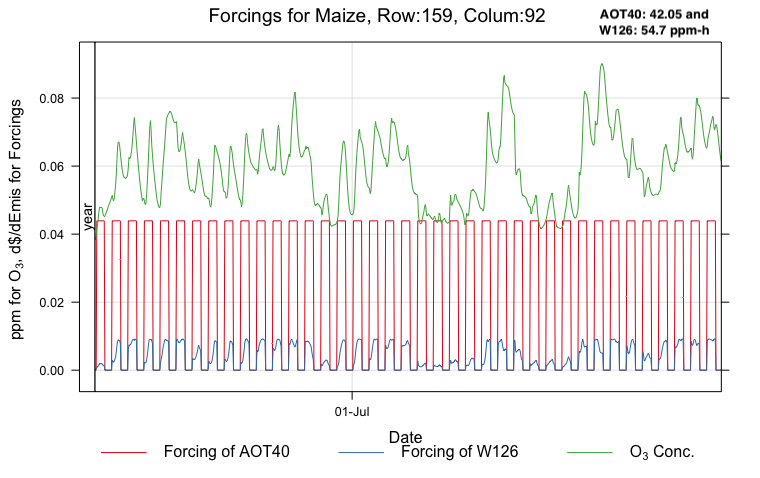 Forcings for Maize, Row:159, Colum:92
AOT40: 42.05 and
W126: 54.7 ppm-h
ppm for O₃, d$/dEmis for Forcings
0.08
0.06
0.04
0.02
0.00
year
01-Jul
Date
Forcing of AOT40
Forcing of W126
O₃ Conc.